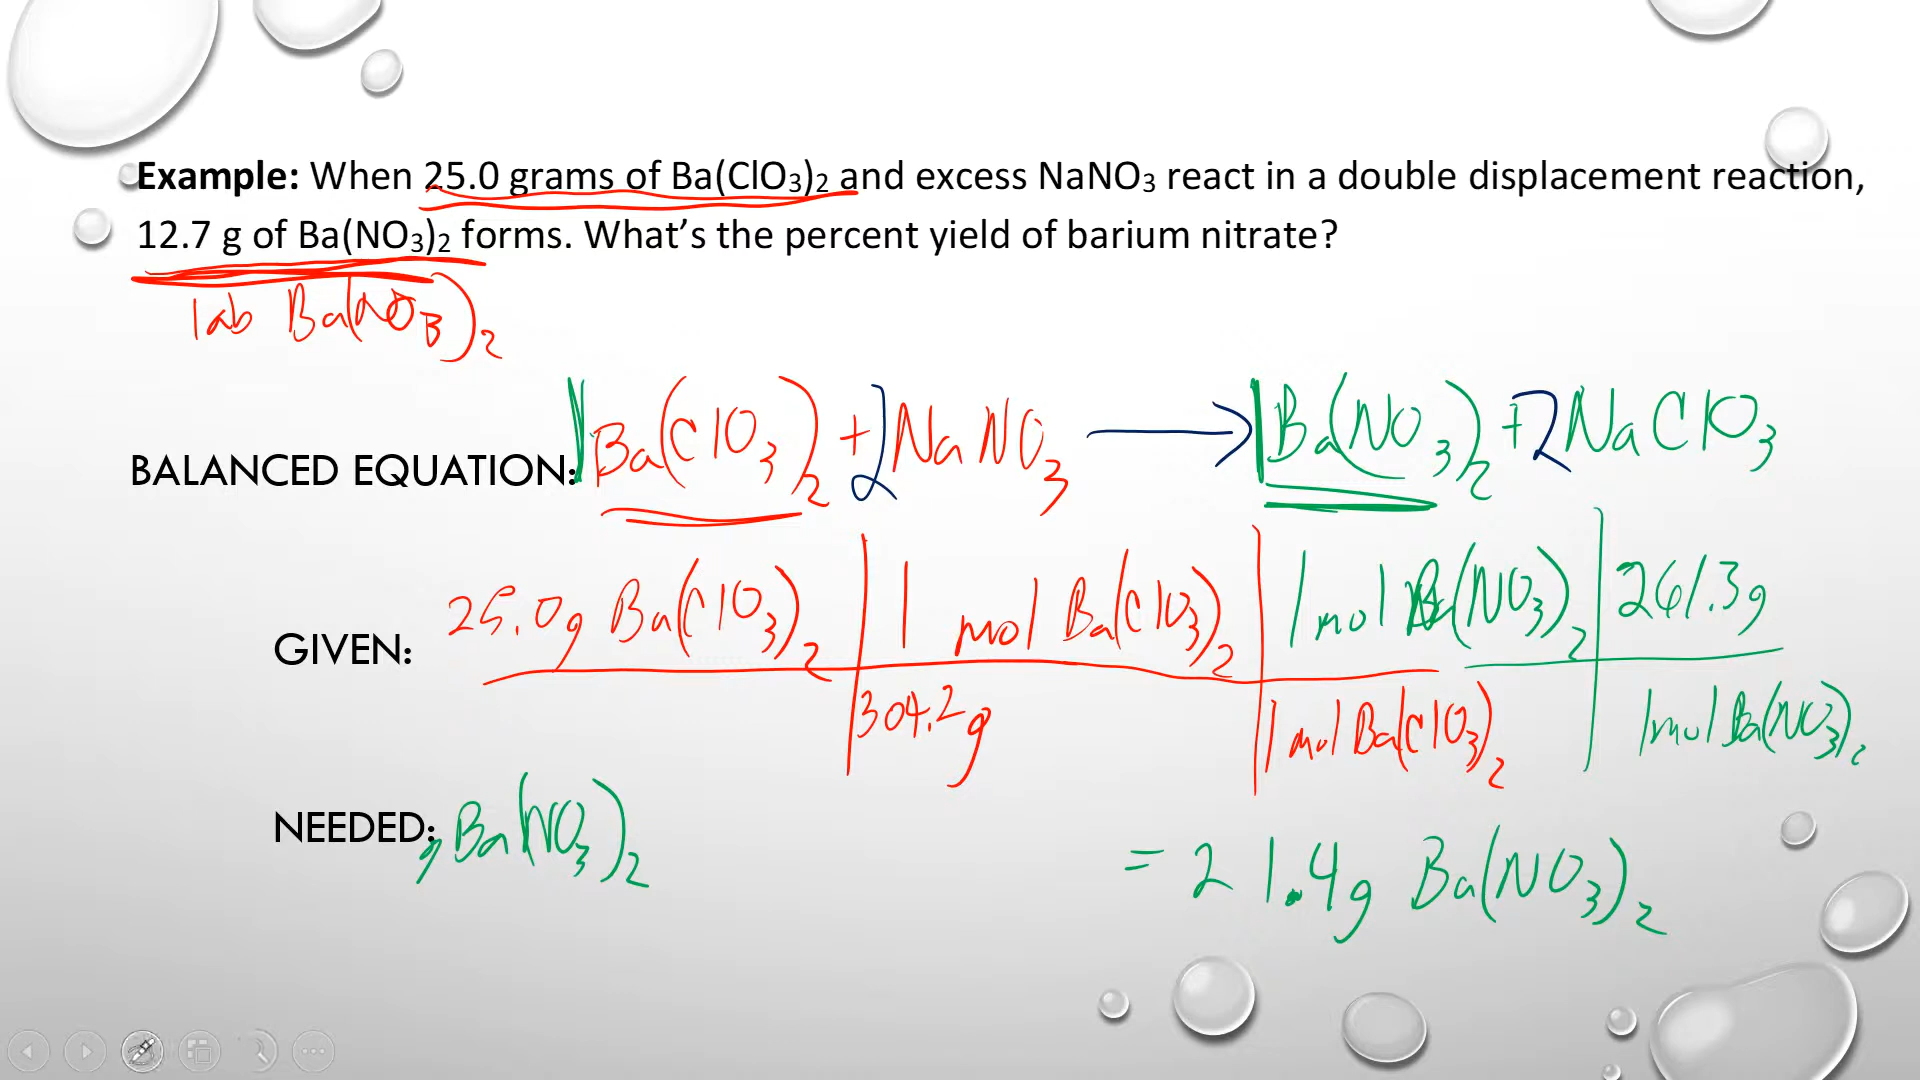 Example: When 25.0 grams of Ba(ClO₃)₂ and excess NaNO₃ react in a double displacement reaction,
12.7 g of Ba(NO₃)₂ forms. What’s the percent yield of barium nitrate?
lab Ba(NO₃)₂
BALANCED EQUATION: 1Ba(ClO₃)₂ + 2NaNO₃ → 1Ba(NO₃)₂ + 2NaClO₃
GIVEN: 25.0g Ba(ClO₃)₂ | 1 mol Ba(ClO₃)₂ | 1 mol Ba(NO₃)₂ | 261.3g
304.2g | 1 mol Ba(ClO₃)₂ | 1 mol Ba(NO₃)₂
NEEDED: g Ba(NO₃)₂
= 21.4g Ba(NO₃)₂